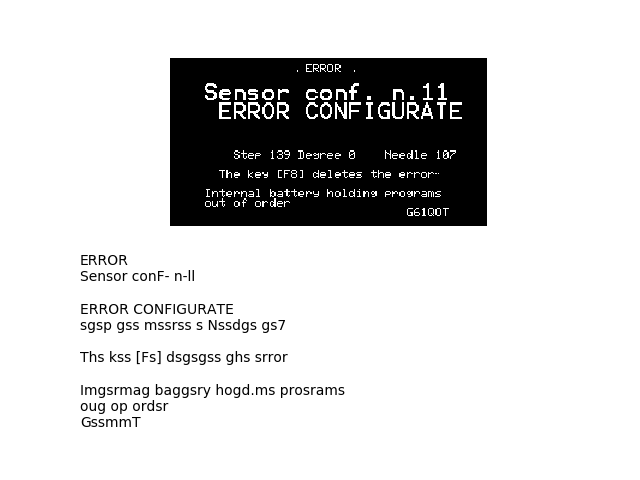 . ERROR .
Sensor conf. n.11
ERROR CONFIGURATE
Step 139 Degree 0 Needle 107
The key [F8] deletes the error~
Internal battery holding programs
out of order
G61Q0T
ERROR
Sensor conF- n-ll
ERROR CONFIGURATE
sgsp gss mssrss s Nssdgs gs7
Ths kss [Fs] dsgsgss ghs srror
Imgsrmag baggsry hogd.ms prosrams
oug op ordsr
GssmmT